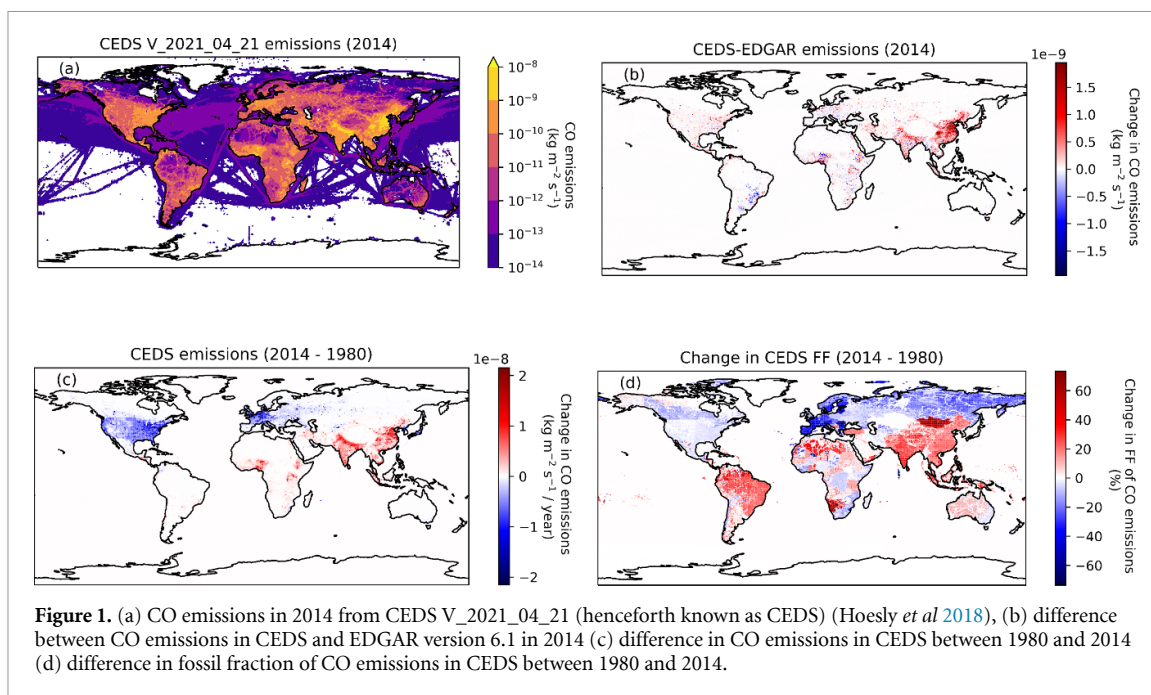 CEDS V_2021_04_21 emissions (2014)
(a)
10⁻⁸
10⁻⁹
10⁻¹⁰
10⁻¹¹
10⁻¹²
10⁻¹³
10⁻¹⁴
CO emissions
(kg m⁻² s⁻¹)
CEDS-EDGAR emissions (2014)
(b)
1e−9
1.5
1.0
0.5
0.0
−0.5
−1.0
−1.5
Change in CO emissions
(kg m⁻² s⁻¹)
CEDS emissions (2014 - 1980)
(c)
1e−8
2
1
0
−1
−2
Change in CO emissions
(kg m⁻² s⁻¹ / year)
Change in CEDS FF (2014 - 1980)
(d)
60
40
20
0
−20
−40
−60
Change in FF of CO emissions
(%)
Figure 1. (a) CO emissions in 2014 from CEDS V_2021_04_21 (henceforth known as CEDS) (Hoesly et al 2018), (b) difference
between CO emissions in CEDS and EDGAR version 6.1 in 2014 (c) difference in CO emissions in CEDS between 1980 and 2014
(d) difference in fossil fraction of CO emissions in CEDS between 1980 and 2014.